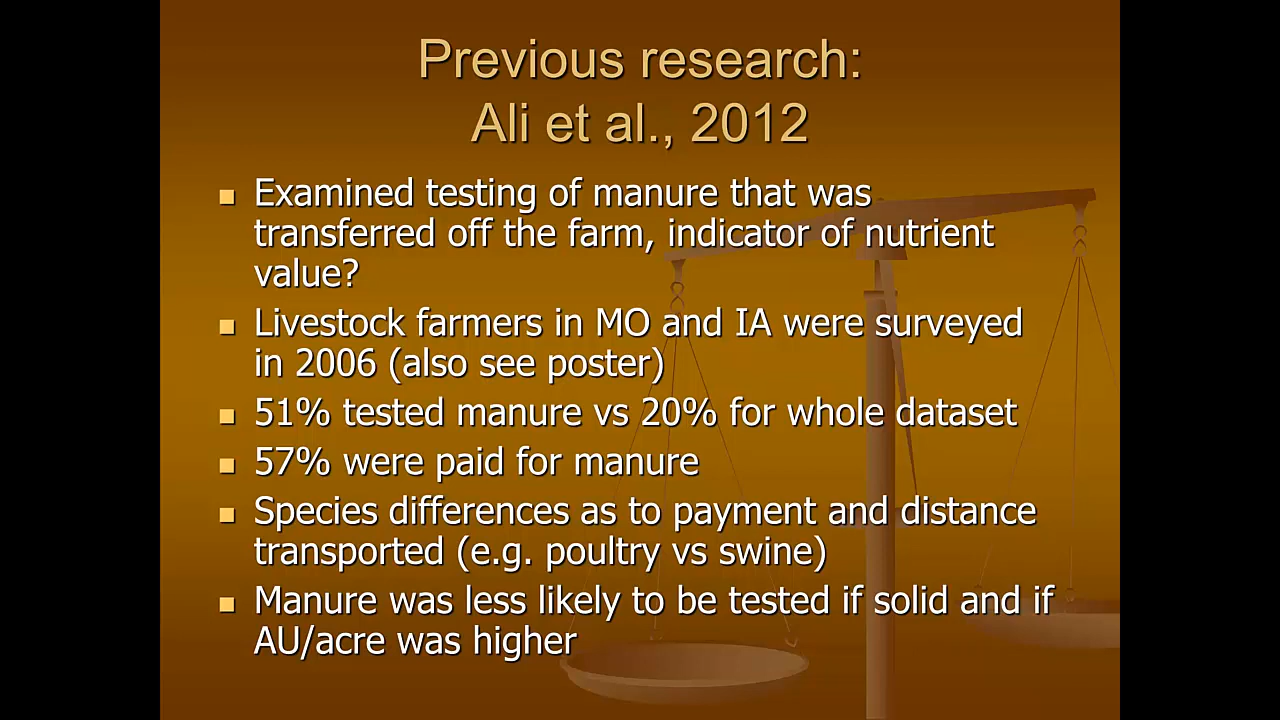 Previous research:
Ali et al., 2012
Examined testing of manure that was
transferred off the farm, indicator of nutrient
value?
Livestock farmers in MO and IA were surveyed
in 2006 (also see poster)
51% tested manure vs 20% for whole dataset
57% were paid for manure
Species differences as to payment and distance
transported (e.g. poultry vs swine)
Manure was less likely to be tested if solid and if
AU/acre was higher